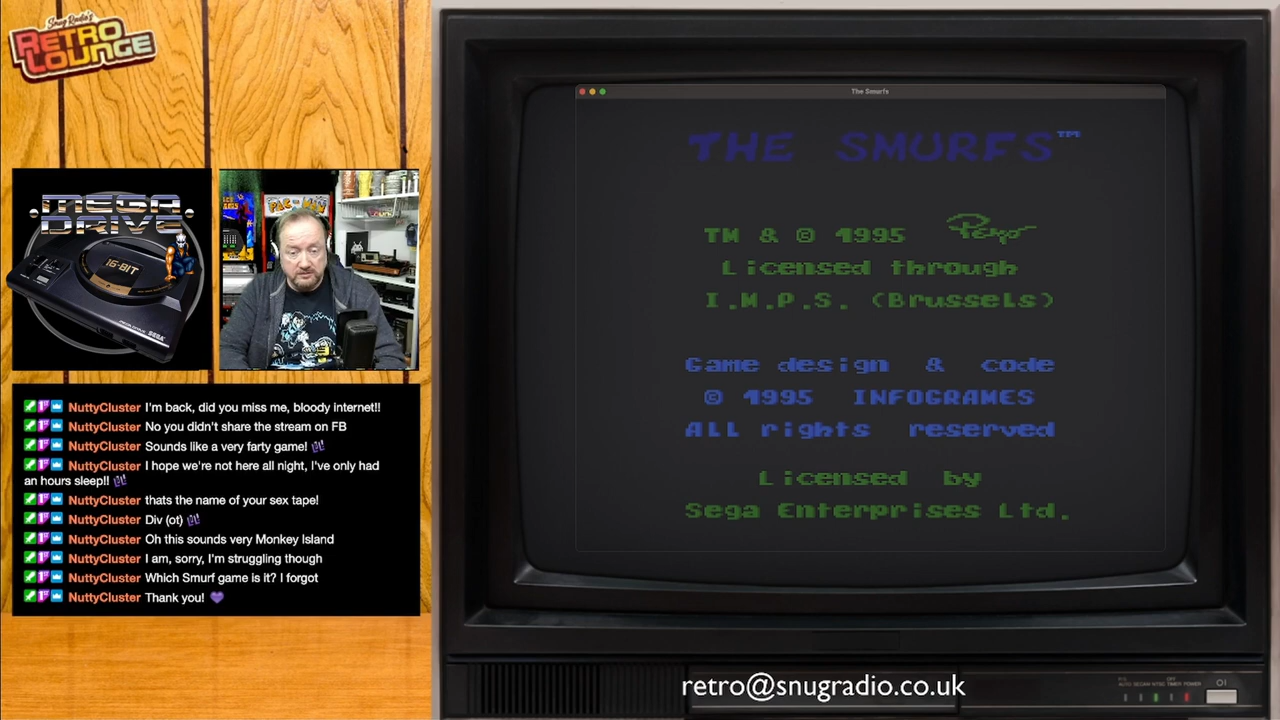 Snug Radio's
RETRO
LOUNGE
MEGA
DRIVE
16-BIT
SEGA
PAC-MAN
NuttyCluster I'm back, did you miss me, bloody internet!!
NuttyCluster No you didn't share the stream on FB
NuttyCluster Sounds like a very farty game!
NuttyCluster I hope we're not here all night, I've only had
an hours sleep!!
NuttyCluster thats the name of your sex tape!
NuttyCluster Div (ot)
NuttyCluster Oh this sounds very Monkey Island
NuttyCluster I am, sorry, I'm struggling though
NuttyCluster Which Smurf game is it? I forgot
NuttyCluster Thank you!
The Smurfs
THE SMURFS™
TM & © 1995 Peyo
Licensed through
I.M.P.S. (Brussels)
Game design & code
© 1995 INFOGRAMES
ALL rights reserved
Licensed by
Sega Enterprises Ltd.
retro@snugradio.co.uk